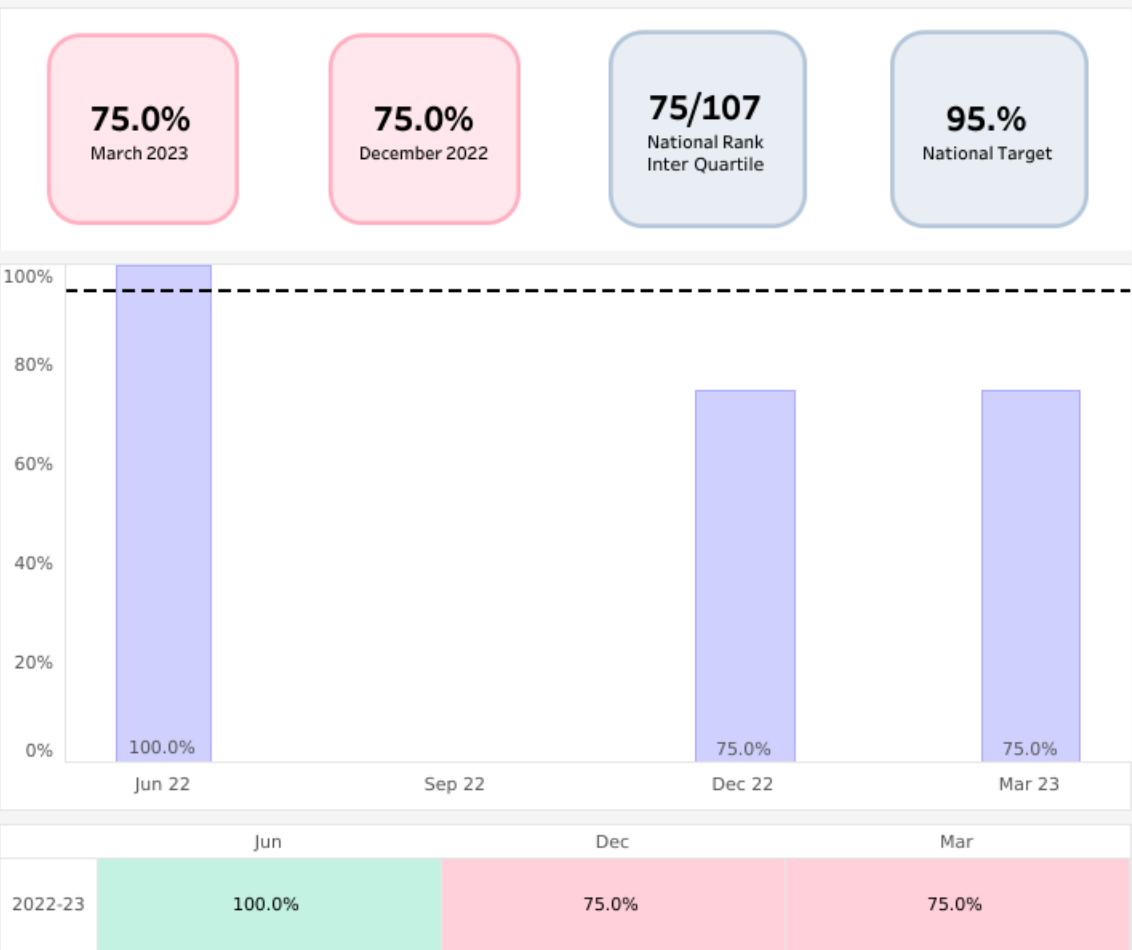 75.0%
March 2023
75.0%
December 2022
75/107
National Rank
Inter Quartile
95.%
National Target
100%
80%
60%
40%
20%
0%
100.0%
75.0%
75.0%
Jun 22
Sep 22
Dec 22
Mar 23
Jun
Dec
Mar
2022-23
100.0%
75.0%
75.0%